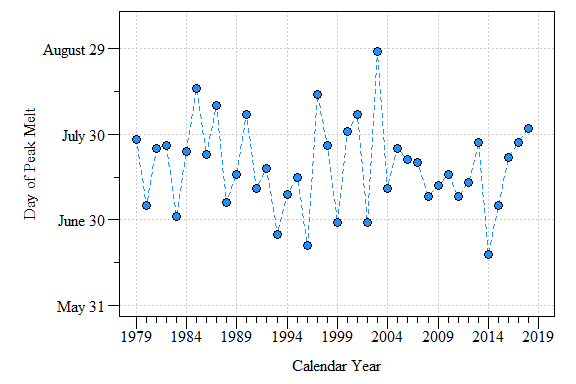 August 29
July 30
June 30
May 31
Day of Peak Melt
1979 1984 1989 1994 1999 2004 2009 2014 2019
Calendar Year